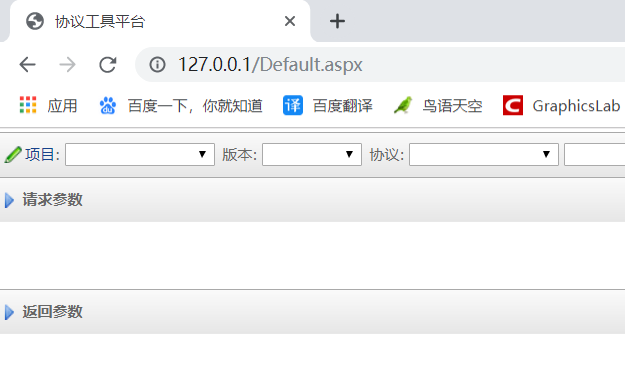 协议工具平台
127.0.0.1/Default.aspx
应用 百度一下，你就知道 百度翻译 鸟语天空 GraphicsLab
项目: 版本: 协议:
请求参数
返回参数